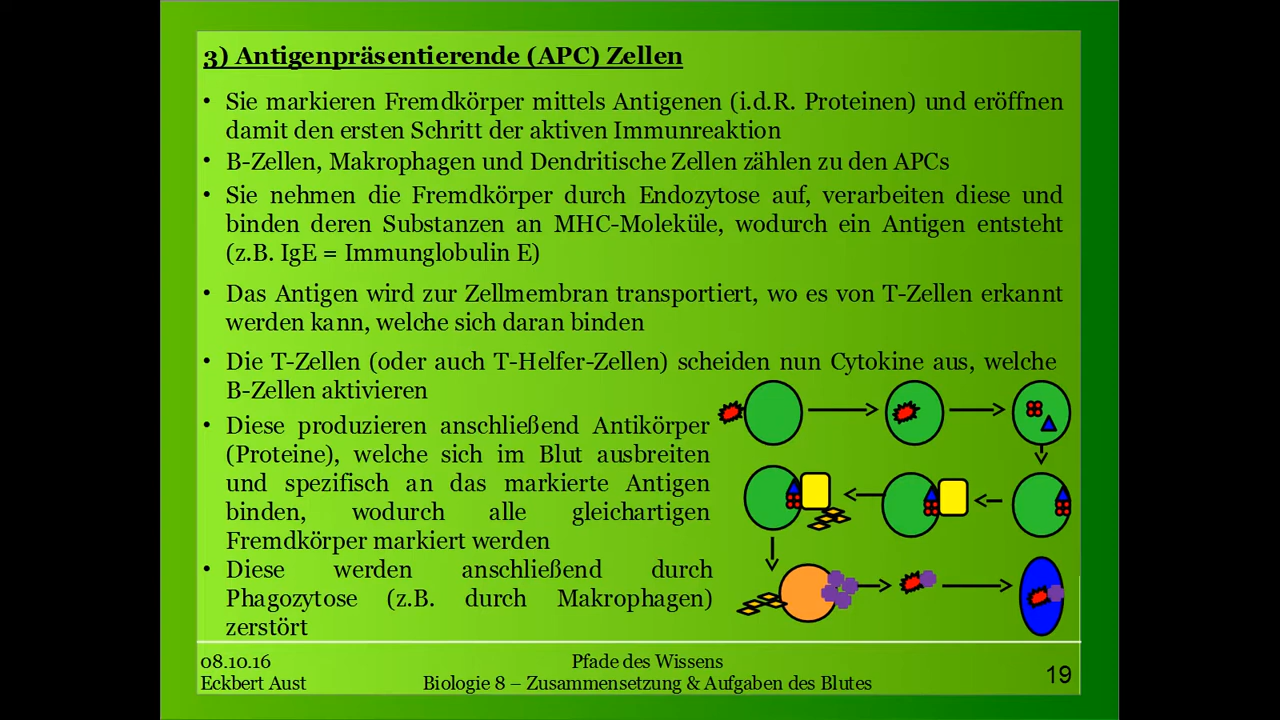 3) Antigenpräsentierende (APC) Zellen
• Sie markieren Fremdkörper mittels Antigenen (i.d.R. Proteinen) und eröffnen
damit den ersten Schritt der aktiven Immunreaktion
• B-Zellen, Makrophagen und Dendritische Zellen zählen zu den APCs
• Sie nehmen die Fremdkörper durch Endozytose auf, verarbeiten diese und
binden deren Substanzen an MHC-Moleküle, wodurch ein Antigen entsteht
(z.B. IgE = Immunglobulin E)
• Das Antigen wird zur Zellmembran transportiert, wo es von T-Zellen erkannt
werden kann, welche sich daran binden
• Die T-Zellen (oder auch T-Helfer-Zellen) scheiden nun Cytokine aus, welche
B-Zellen aktivieren
• Diese produzieren anschließend Antikörper
(Proteine), welche sich im Blut ausbreiten
und spezifisch an das markierte Antigen
binden, wodurch alle gleichartigen
Fremdkörper markiert werden
• Diese werden anschließend durch
Phagozytose (z.B. durch Makrophagen)
zerstört
08.10.16
Eckbert Aust
Pfade des Wissens
Biologie 8 – Zusammensetzung & Aufgaben des Blutes
19